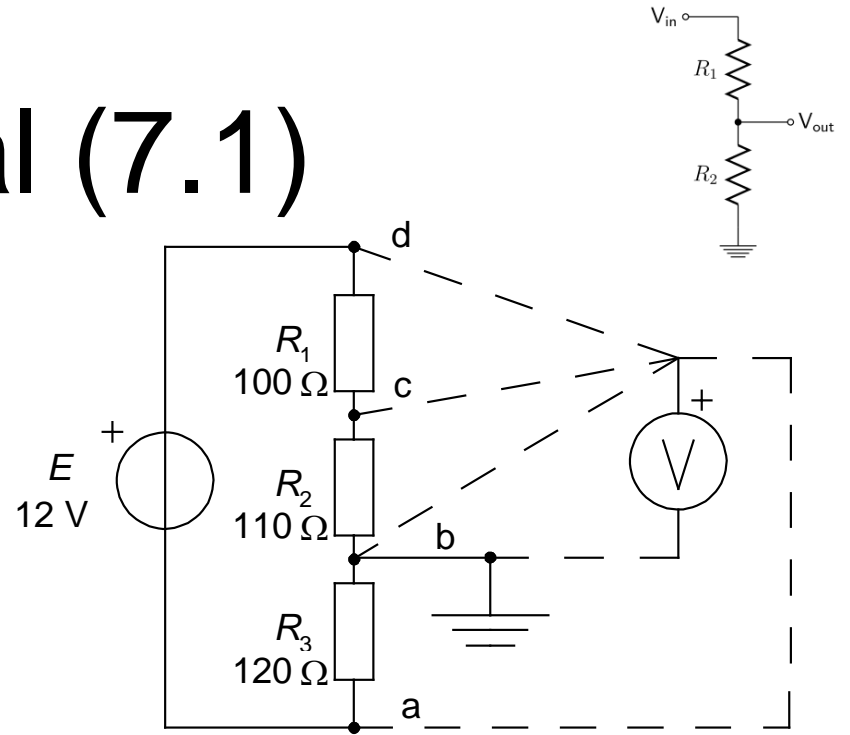 Vin
R1
Vout
R2
al (7.1)
d
R1
100 Ω
c
+
+
E
12 V
V
R2
110 Ω
b
R3
120 Ω
a